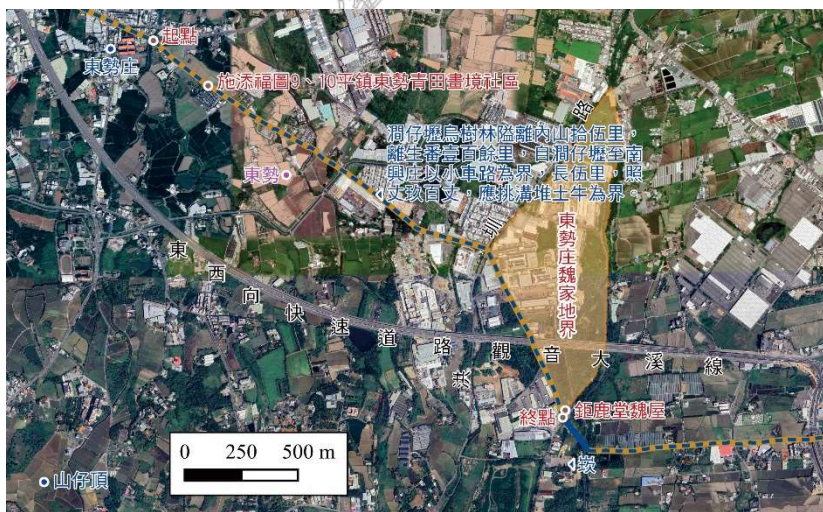 起點
東勢庄
施添福圖9、10平鎮東勢青田畫境社區
澗仔壢烏樹林隘離內山拾伍里，
離生番壹百餘里，自澗仔壢至南
興庄以小車路為界，長伍里，照
丈玖百丈，應挑溝堆土牛為界。
東勢
圳
路
東勢庄魏家地界
東西向快速道路 觀音大溪線
終點
鉅鹿堂魏屋
崁
山仔頂
0 250 500 m